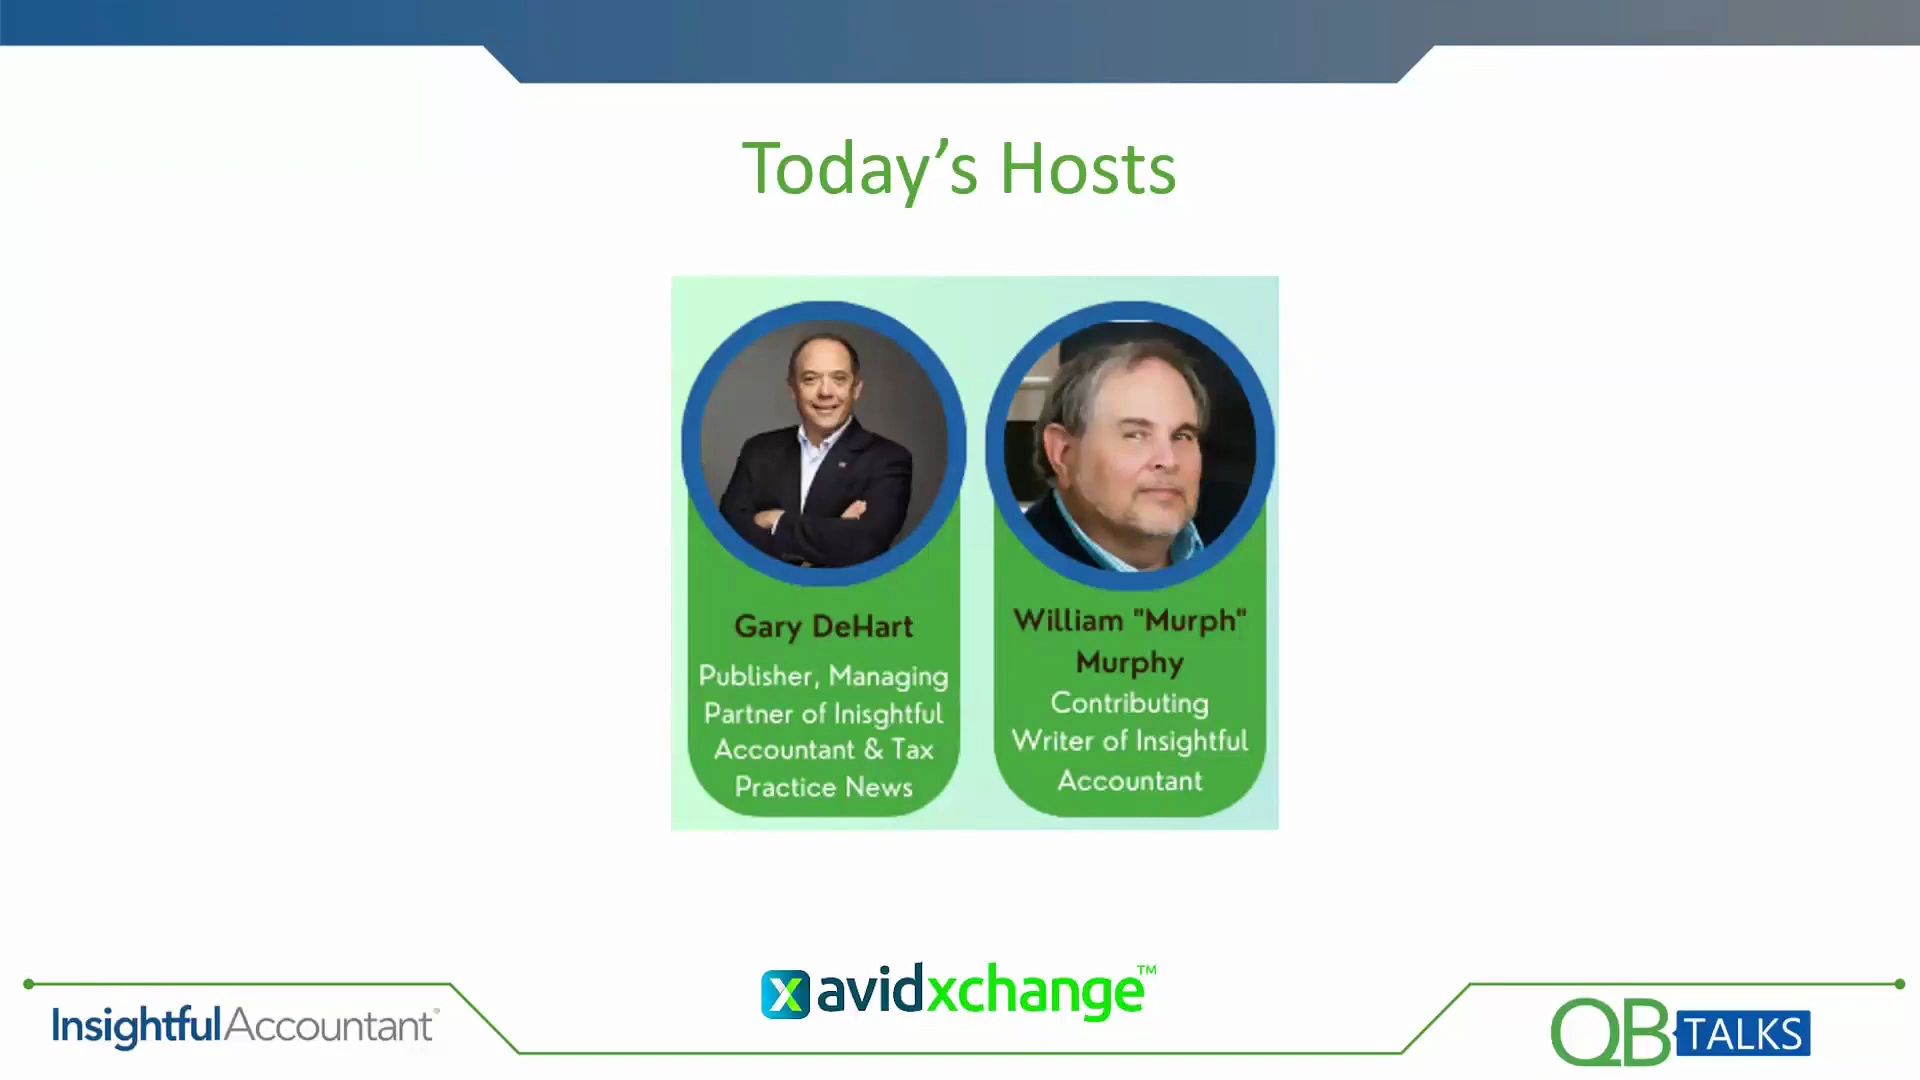 Today’s Hosts
Gary DeHart
Publisher, Managing
Partner of Inisghtful
Accountant & Tax
Practice News
William "Murph"
Murphy
Contributing
Writer of Insightful
Accountant
InsightfulAccountant®
avidxchange™
QB TALKS